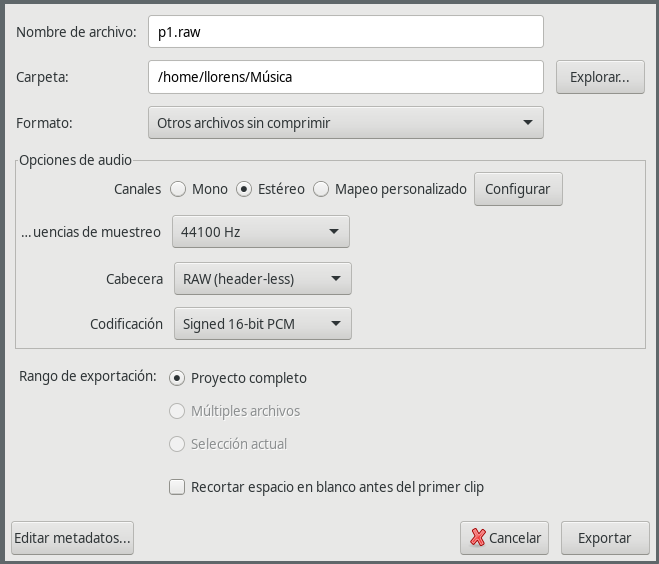 Nombre de archivo: p1.raw
Carpeta: /home/llorens/Música Explorar...
Formato: Otros archivos sin comprimir
Opciones de audio
Canales Mono Estéreo Mapeo personalizado Configurar
...uencias de muestreo 44100 Hz
Cabecera RAW (header-less)
Codificación Signed 16-bit PCM
Rango de exportación: Proyecto completo
Múltiples archivos
Selección actual
Recortar espacio en blanco antes del primer clip
Editar metadatos... Cancelar Exportar